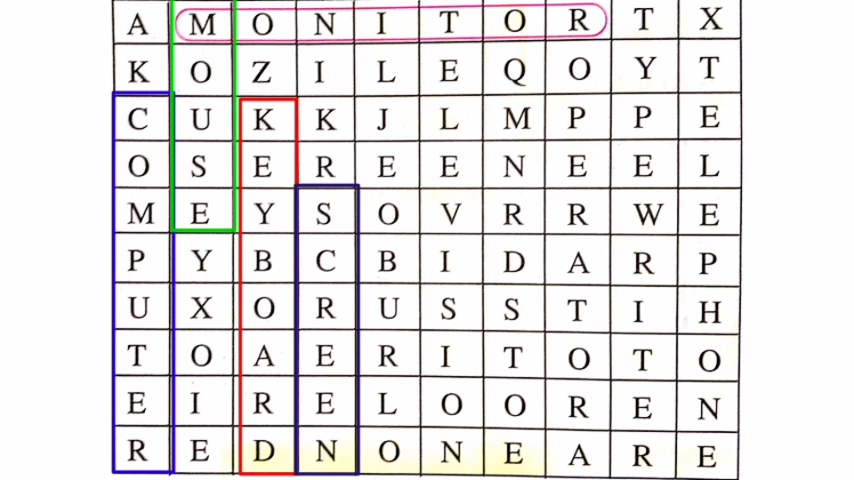 A M O N I T O R T X
K O Z I L E Q O Y T
C U K K J L M P P E
O S E R E E N E E L
M E Y S O V R R W E
P Y B C B I D A R P
U X O R U S S T I H
T O A E R I T O T O
E I R E L O O R E N
R E D N O N E A R E